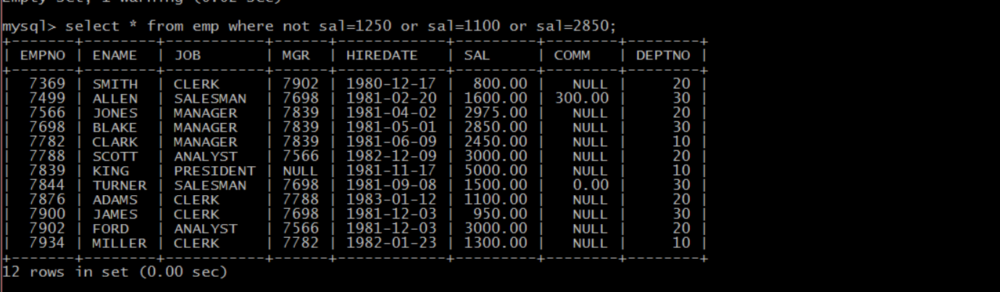 Empty set, 1 warning (0.02 sec)
mysql> select * from emp where not sal=1250 or sal=1100 or sal=2850;
+-------+--------+-----------+------+------------+---------+--------+--------+
| EMPNO | ENAME  | JOB       | MGR  | HIREDATE   | SAL     | COMM   | DEPTNO |
+-------+--------+-----------+------+------------+---------+--------+--------+
|  7369 | SMITH  | CLERK     | 7902 | 1980-12-17 |  800.00 |   NULL |     20 |
|  7499 | ALLEN  | SALESMAN  | 7698 | 1981-02-20 | 1600.00 | 300.00 |     30 |
|  7566 | JONES  | MANAGER   | 7839 | 1981-04-02 | 2975.00 |   NULL |     20 |
|  7698 | BLAKE  | MANAGER   | 7839 | 1981-05-01 | 2850.00 |   NULL |     30 |
|  7782 | CLARK  | MANAGER   | 7839 | 1981-06-09 | 2450.00 |   NULL |     10 |
|  7788 | SCOTT  | ANALYST   | 7566 | 1982-12-09 | 3000.00 |   NULL |     20 |
|  7839 | KING   | PRESIDENT | NULL | 1981-11-17 | 5000.00 |   NULL |     10 |
|  7844 | TURNER | SALESMAN  | 7698 | 1981-09-08 | 1500.00 |   0.00 |     30 |
|  7876 | ADAMS  | CLERK     | 7788 | 1983-01-12 | 1100.00 |   NULL |     20 |
|  7900 | JAMES  | CLERK     | 7698 | 1981-12-03 |  950.00 |   NULL |     30 |
|  7902 | FORD   | ANALYST   | 7566 | 1981-12-03 | 3000.00 |   NULL |     20 |
|  7934 | MILLER | CLERK     | 7782 | 1982-01-23 | 1300.00 |   NULL |     10 |
+-------+--------+-----------+------+------------+---------+--------+--------+
12 rows in set (0.00 sec)